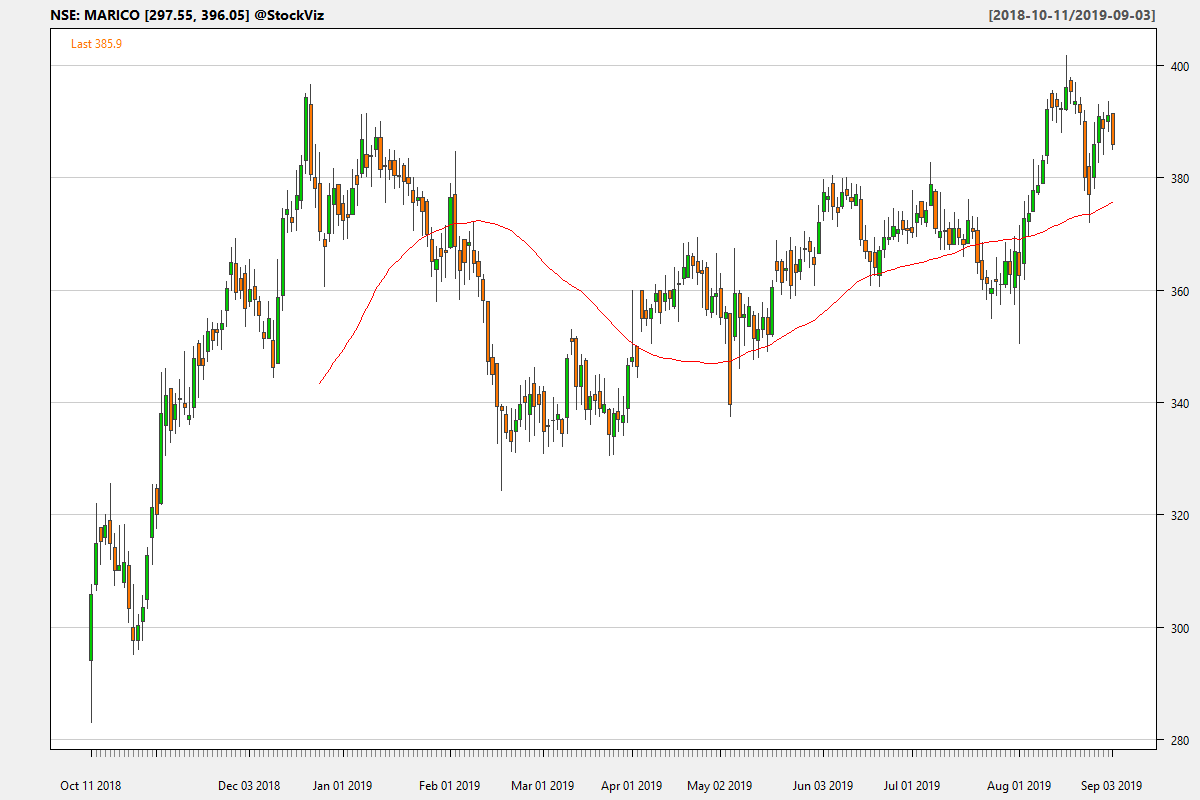 NSE: MARICO [297.55, 396.05] @StockViz
[2018-10-11/2019-09-03]
Last 385.9
400
380
360
340
320
300
280
Oct 11 2018
Dec 03 2018
Jan 01 2019
Feb 01 2019
Mar 01 2019
Apr 01 2019
May 02 2019
Jun 03 2019
Jul 01 2019
Aug 01 2019
Sep 03 2019